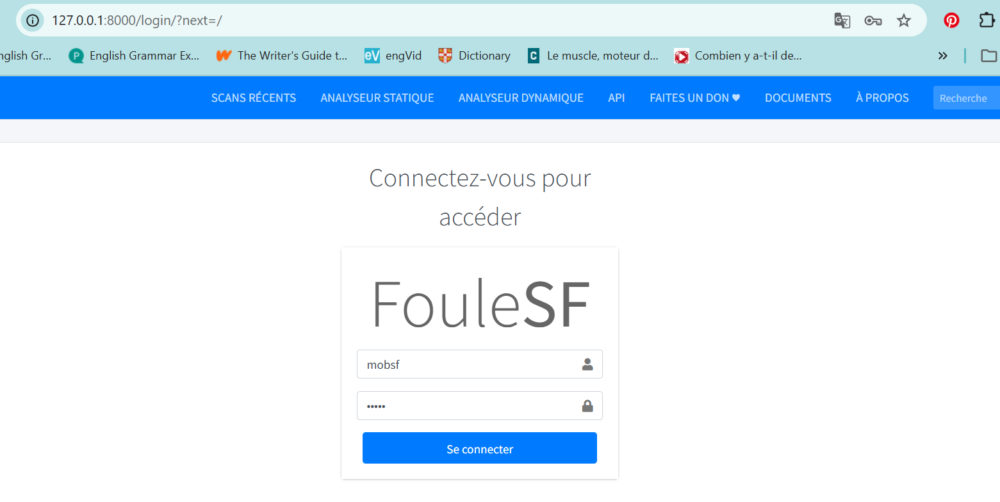 127.0.0.1:8000/login/?next=/
nglish Gr... P English Grammar Ex... The Writer's Guide t... eV engVid Dictionary C Le muscle, moteur d... Combien y a-t-il de...
SCANS RÉCENTS ANALYSEUR STATIQUE ANALYSEUR DYNAMIQUE API FAITES UN DON DOCUMENTS À PROPOS Recherche
Connectez-vous pour
accéder
FouleSF
mobsf
•••••
Se connecter